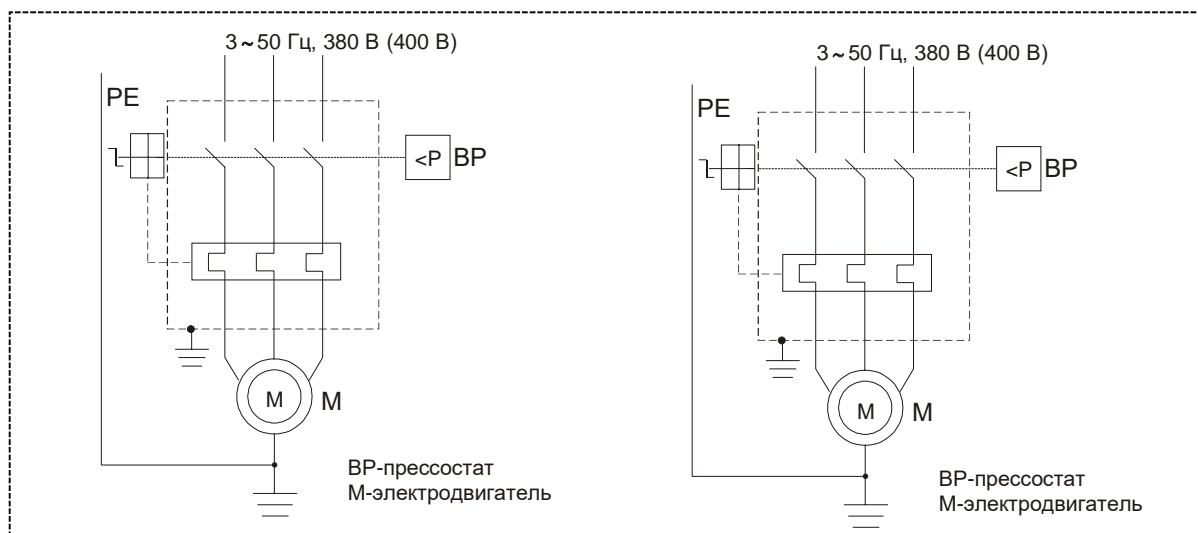 3~50 Гц, 380 В (400 В)
PE
<P BP
M M
BP-прессостат
М-электродвигатель
3~50 Гц, 380 В (400 В)
PE
<P BP
M M
BP-прессостат
М-электродвигатель